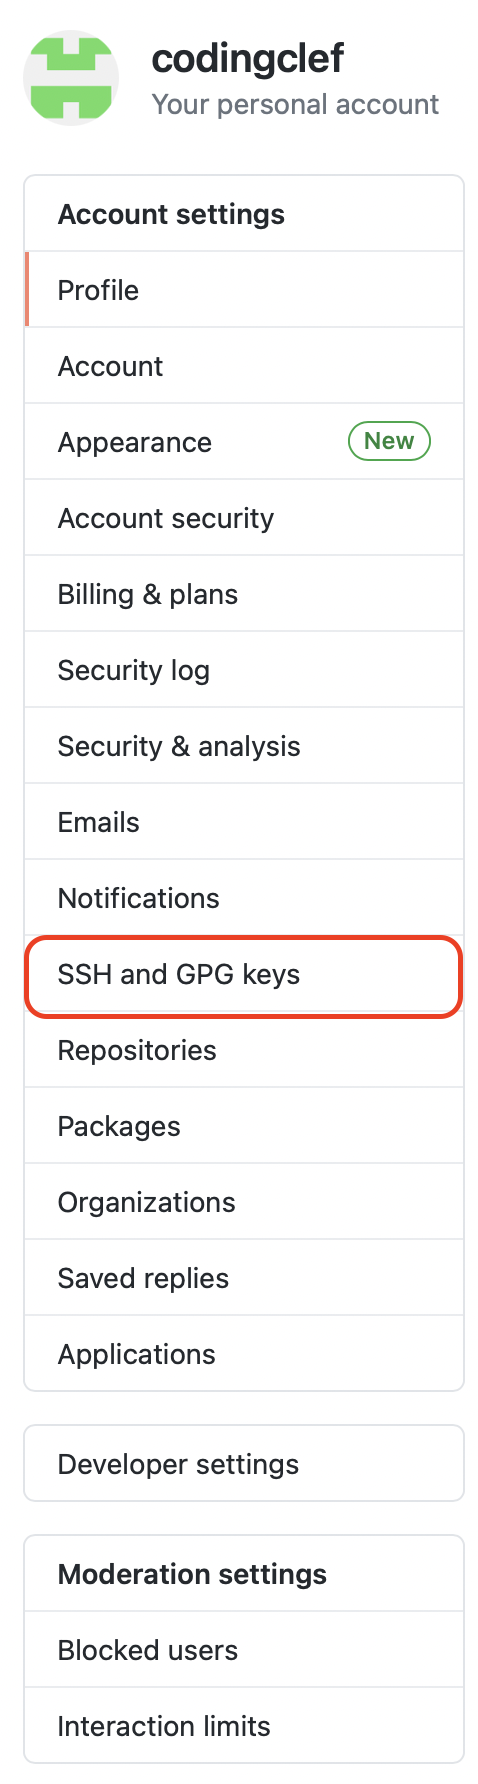 codingclef
Your personal account
Account settings
Profile
Account
Appearance New
Account security
Billing & plans
Security log
Security & analysis
Emails
Notifications
SSH and GPG keys
Repositories
Packages
Organizations
Saved replies
Applications
Developer settings
Moderation settings
Blocked users
Interaction limits